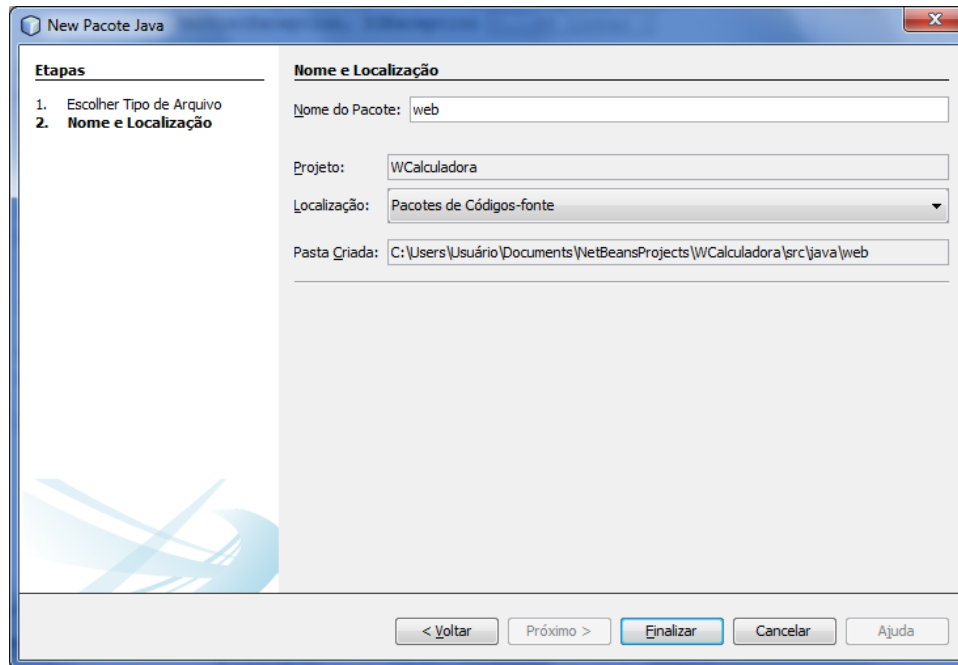 New Pacote Java
Etapas
1. Escolher Tipo de Arquivo
2. Nome e Localização
Nome e Localização
Nome do Pacote: web
Projeto: WCalculadora
Localização: Pacotes de Códigos-fonte
Pasta Criada: C:\Users\Usuário\Documents\NetBeansProjects\WCalculadora\src\java\web
< Voltar Próximo > Finalizar Cancelar Ajuda